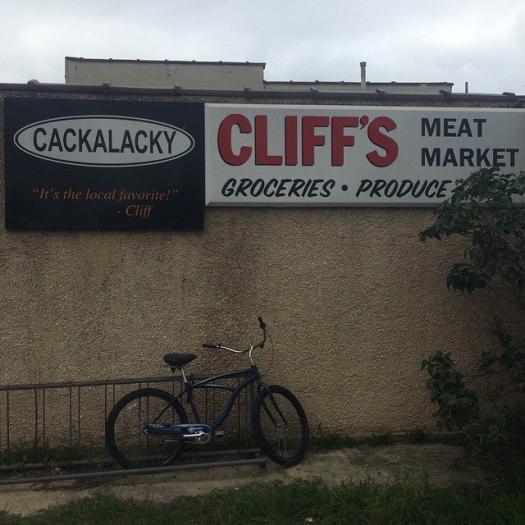 CACKALACKY
"It's the local favorite!"
- Cliff
CLIFF'S
MEAT
MARKET
GROCERIES • PRODUCE